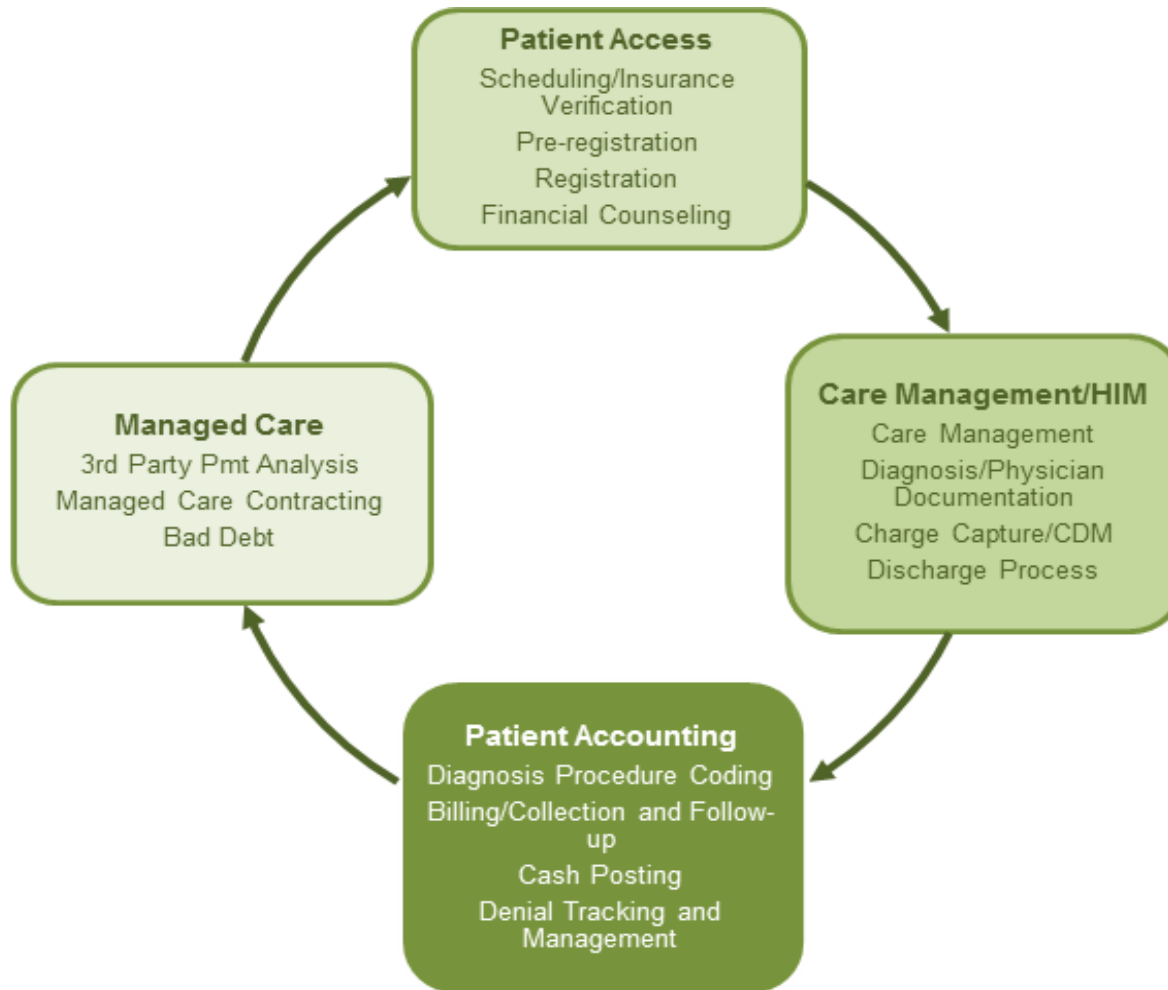 Patient Access
Scheduling/Insurance
Verification
Pre-registration
Registration
Financial Counseling
Care Management/HIM
Care Management
Diagnosis/Physician
Documentation
Charge Capture/CDM
Discharge Process
Patient Accounting
Diagnosis Procedure Coding
Billing/Collection and Follow-
up
Cash Posting
Denial Tracking and
Management
Managed Care
3rd Party Pmt Analysis
Managed Care Contracting
Bad Debt